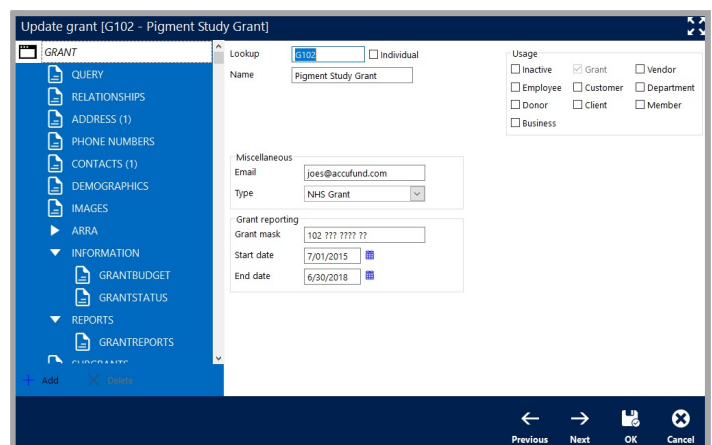 Update grant [G102 - Pigment Study Grant]
GRANT
QUERY
RELATIONSHIPS
ADDRESS (1)
PHONE NUMBERS
CONTACTS (1)
DEMOGRAPHICS
IMAGES
ARRA
INFORMATION
GRANTBUDGET
GRANTSTATUS
REPORTS
GRANTREPORTS
SUBGRANTS
Add Delete
Lookup G102 Individual
Name Pigment Study Grant
Usage
Inactive Grant Vendor
Employee Customer Department
Donor Client Member
Business
Miscellaneous
Email joes@accufund.com
Type NHS Grant
Grant reporting
Grant mask 102 ??? ???? ??
Start date 7/01/2015
End date 6/30/2018
Previous Next OK Cancel